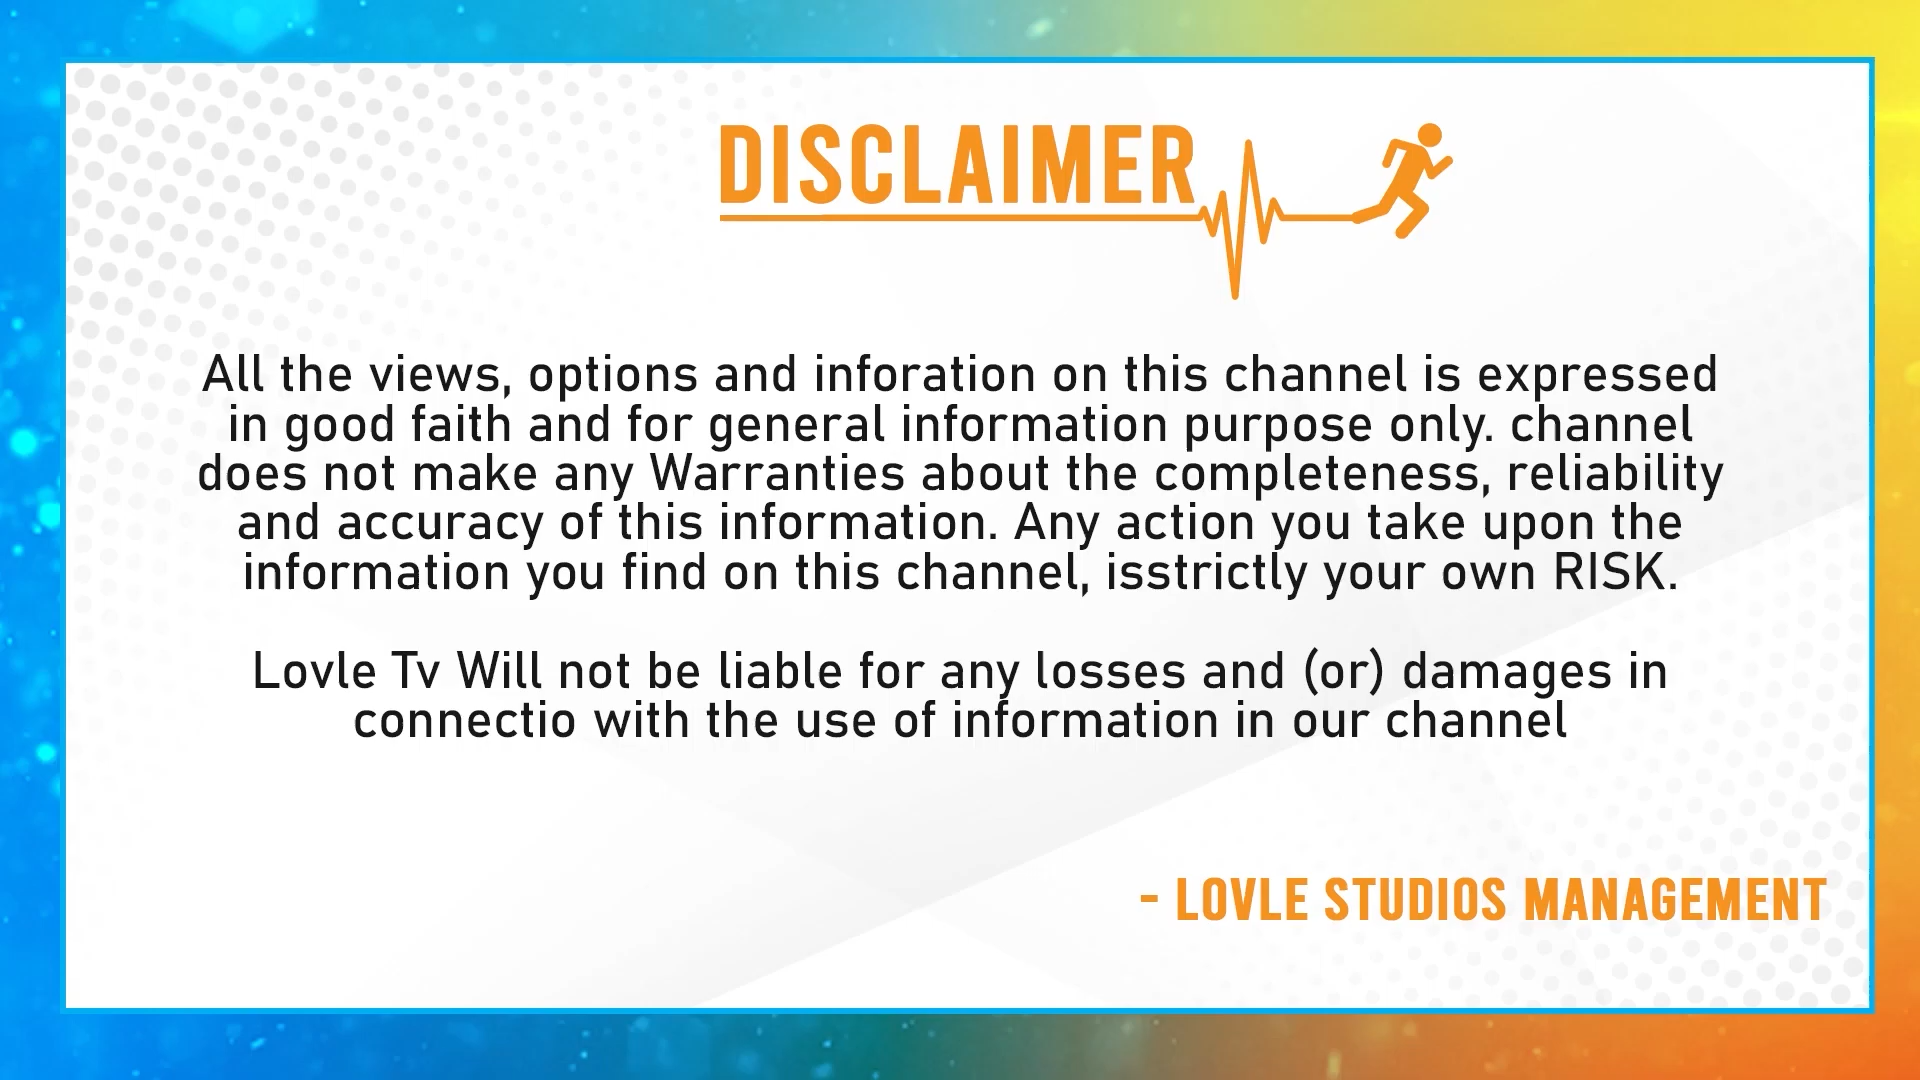 DISCLAIMER
All the views, options and inforation on this channel is expressed
in good faith and for general information purpose only. channel
does not make any Warranties about the completeness, reliability
and accuracy of this information. Any action you take upon the
information you find on this channel, isstrictly your own RISK.
Lovle Tv Will not be liable for any losses and (or) damages in
connectio with the use of information in our channel
- LOVLE STUDIOS MANAGEMENT